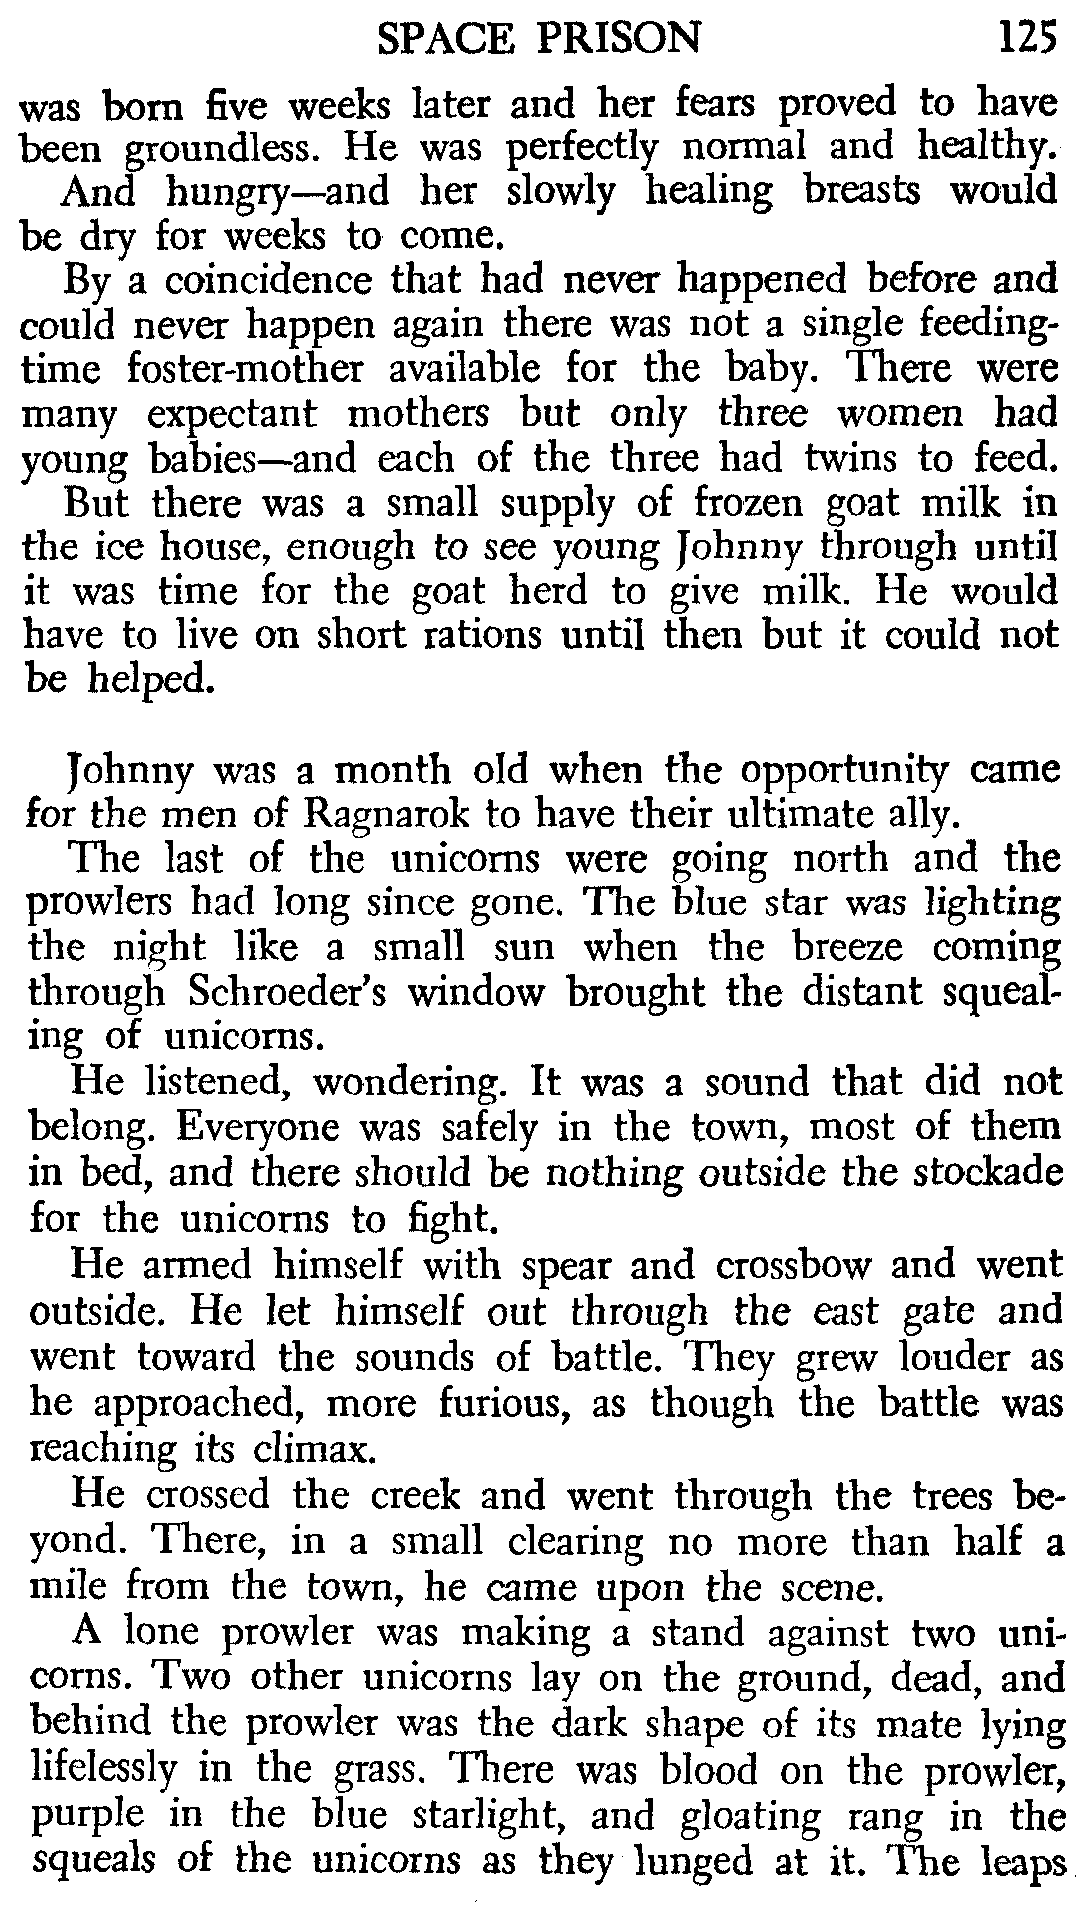 SPACE PRISON 125
was born five weeks later and her fears proved to have
been groundless. He was perfectly normal and healthy.
And hungry—and her slowly healing breasts would
be dry for weeks to come.
By a coincidence that had never happened before and
could never happen again there was not a single feeding-
time foster-mother available for the baby. There were
many expectant mothers but only three women had
young babies—and each of the three had twins to feed.
But there was a small supply of frozen goat milk in
the ice house, enough to see young Johnny through until
it was time for the goat herd to give milk. He would
have to live on short rations until then but it could not
be helped.
Johnny was a month old when the opportunity came
for the men of Ragnarok to have their ultimate ally.
The last of the unicorns were going north and the
prowlers had long since gone. The blue star was lighting
the night like a small sun when the breeze coming
through Schroeder's window brought the distant squeal-
ing of unicorns.
He listened, wondering. It was a sound that did not
belong. Everyone was safely in the town, most of them
in bed, and there should be nothing outside the stockade
for the unicorns to fight.
He armed himself with spear and crossbow and went
outside. He let himself out through the east gate and
went toward the sounds of battle. They grew louder as
he approached, more furious, as though the battle was
reaching its climax.
He crossed the creek and went through the trees be-
yond. There, in a small clearing no more than half a
mile from the town, he came upon the scene.
A lone prowler was making a stand against two uni-
corns. Two other unicorns lay on the ground, dead, and
behind the prowler was the dark shape of its mate lying
lifelessly in the grass. There was blood on the prowler,
purple in the blue starlight, and gloating rang in the
squeals of the unicorns as they lunged at it. The leaps